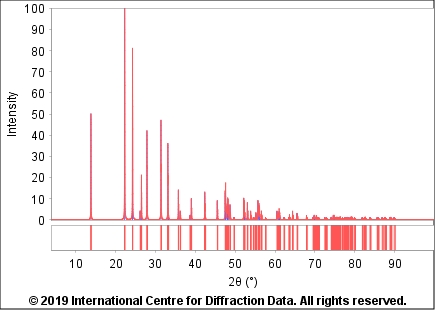 100
90
80
70
60
50
40
30
20
10
0
Intensity
10 20 30 40 50 60 70 80 90
2θ (°)
© 2019 International Centre for Diffraction Data. All rights reserved.